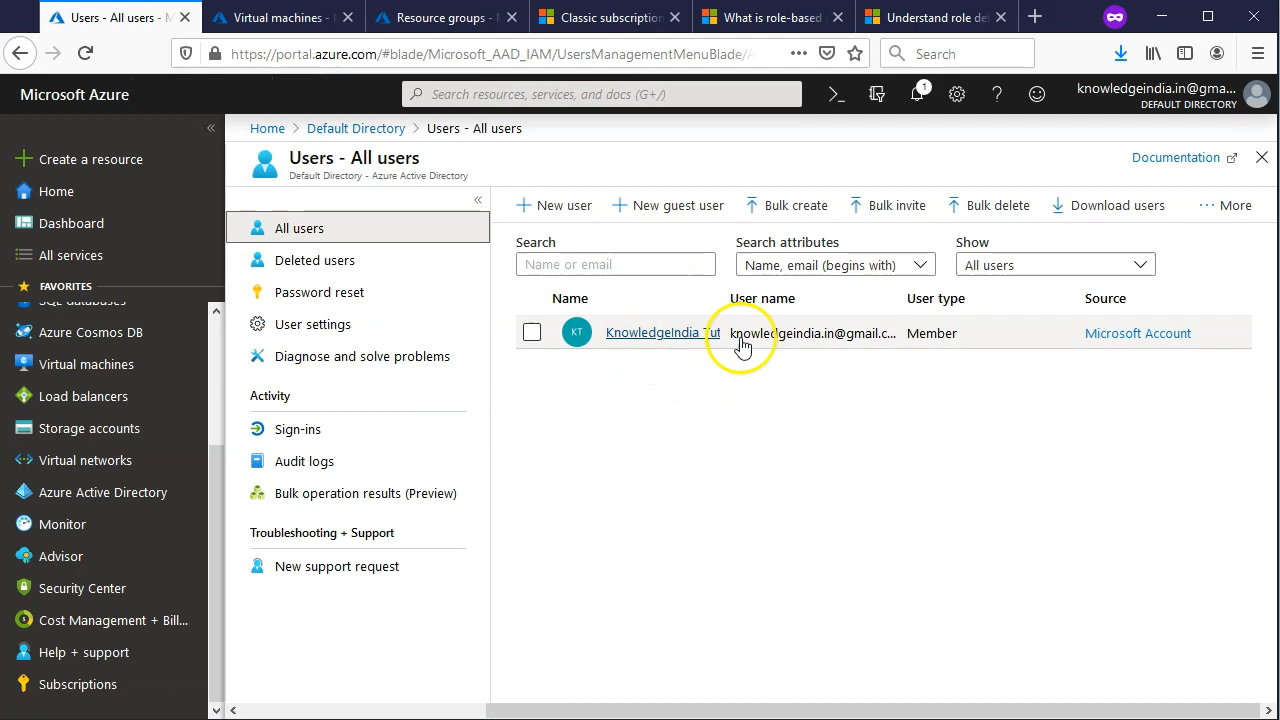 Users - All users - M
Virtual machines -
Resource groups - M
Classic subscription
What is role-based
Understand role de
https://portal.azure.com/#blade/Microsoft_AAD_IAM/UsersManagementMenuBlade/
Search
Microsoft Azure
Search resources, services, and docs (G+/)
1
knowledgeindia.in@gma...
DEFAULT DIRECTORY
Create a resource
Home
Dashboard
All services
FAVORITES
SQL databases
Azure Cosmos DB
Virtual machines
Load balancers
Storage accounts
Virtual networks
Azure Active Directory
Monitor
Advisor
Security Center
Cost Management + Bill...
Help + support
Subscriptions
Home > Default Directory > Users - All users
Users - All users
Default Directory - Azure Active Directory
Documentation
All users
Deleted users
Password reset
User settings
Diagnose and solve problems
Activity
Sign-ins
Audit logs
Bulk operation results (Preview)
Troubleshooting + Support
New support request
New user
New guest user
Bulk create
Bulk invite
Bulk delete
Download users
More
Search
Search attributes
Show
Name or email
Name, email (begins with)
All users
Name
User name
User type
Source
KT
KnowledgeIndia Tut
knowledgeindia.in@gmail.c...
Member
Microsoft Account